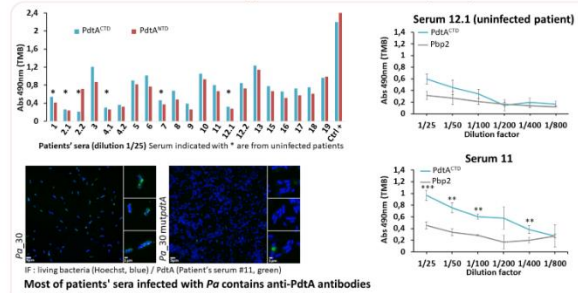 PdtA^CTD PdtA^NTD
Abs 490nm (TMB)
2,4
2
1,6
1,2
0,8
0,4
0
* * * * * *
1 2.1 2.2 3 4.1 4.2 5 6 7 8 9 10 11 12.1 12.2 13 15 16 17 18 19 Ctrl +
Patients' sera (dilution 1/25) Serum indicated with * are from uninfected patients
Pa_30
Pa_30 mutpdtA
IF : living bacteria (Hoechst, blue) / PdtA (Patient's serum #11, green)
Most of patients' sera infected with Pa contains anti-PdtA antibodies
Serum 12.1 (uninfected patient)
PdtA^CTD
Pbp2
Abs 490nm (TMB)
1,2
1
0,8
0,6
0,4
0,2
0
1/25 1/50 1/100 1/200 1/400 1/800
Dilution factor
Serum 11
PdtA^CTD
Pbp2
Abs 490nm (TMB)
1,2
1
0,8
0,6
0,4
0,2
0
*** ** ** **
1/25 1/50 1/100 1/200 1/400 1/800
Dilution factor